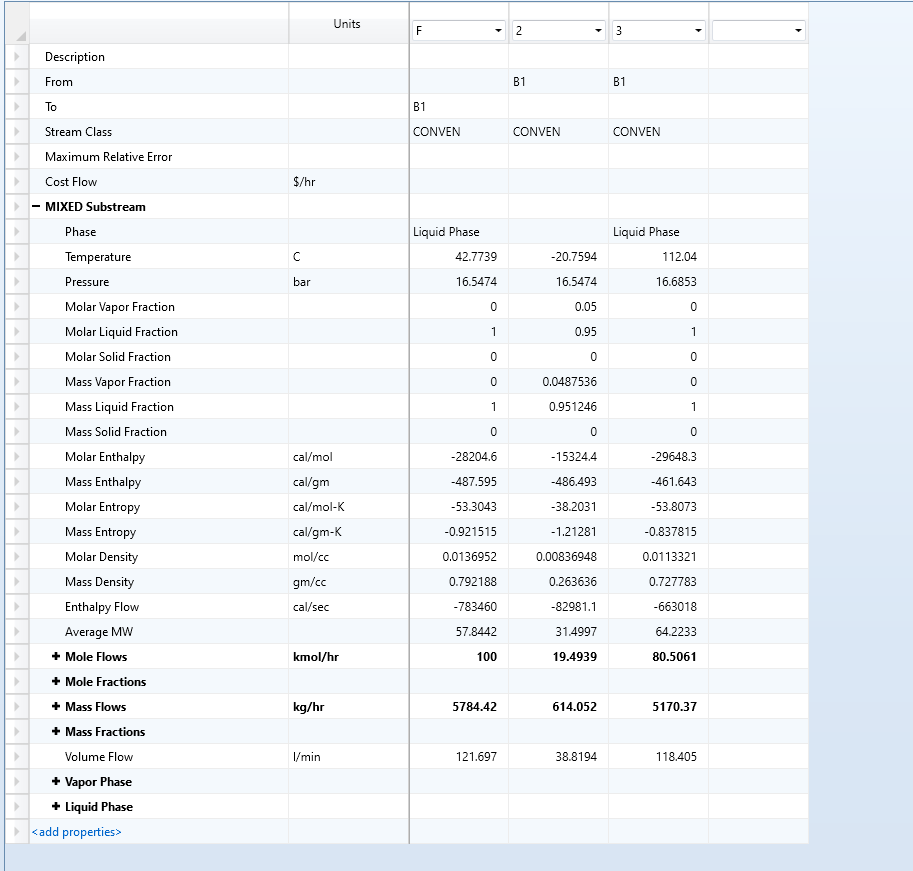 Units F 2 3
Description
From B1 B1
To B1
Stream Class CONVEN CONVEN CONVEN
Maximum Relative Error
Cost Flow $/hr
− MIXED Substream
Phase Liquid Phase Liquid Phase
Temperature C 42.7739 -20.7594 112.04
Pressure bar 16.5474 16.5474 16.6853
Molar Vapor Fraction 0 0.05 0
Molar Liquid Fraction 1 0.95 1
Molar Solid Fraction 0 0 0
Mass Vapor Fraction 0 0.0487536 0
Mass Liquid Fraction 1 0.951246 1
Mass Solid Fraction 0 0 0
Molar Enthalpy cal/mol -28204.6 -15324.4 -29648.3
Mass Enthalpy cal/gm -487.595 -486.493 -461.643
Molar Entropy cal/mol-K -53.3043 -38.2031 -53.8073
Mass Entropy cal/gm-K -0.921515 -1.21281 -0.837815
Molar Density mol/cc 0.0136952 0.00836948 0.0113321
Mass Density gm/cc 0.792188 0.263636 0.727783
Enthalpy Flow cal/sec -783460 -82981.1 -663018
Average MW 57.8442 31.4997 64.2233
+ Mole Flows kmol/hr 100 19.4939 80.5061
+ Mole Fractions
+ Mass Flows kg/hr 5784.42 614.052 5170.37
+ Mass Fractions
Volume Flow l/min 121.697 38.8194 118.405
+ Vapor Phase
+ Liquid Phase
<add properties>